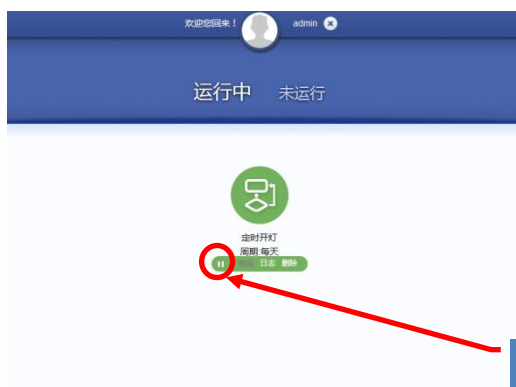 欢迎您回来！ admin
运行中 未运行
定时开灯
周期:每天
日志 删除